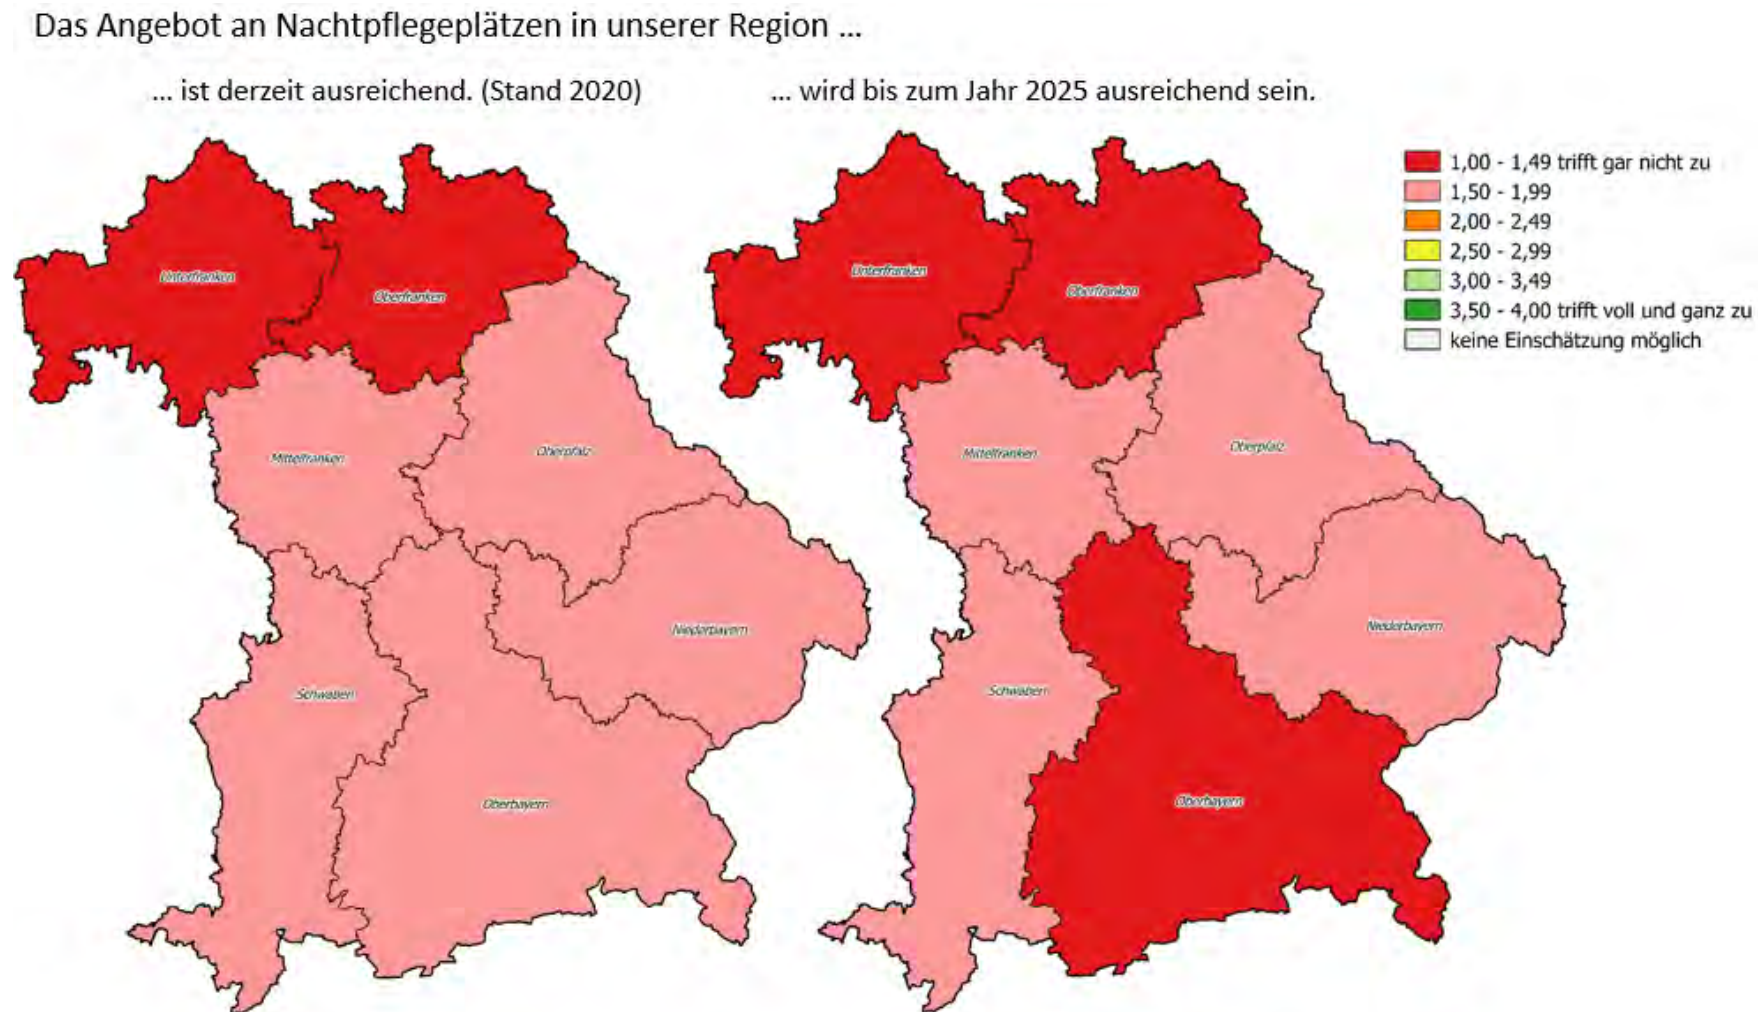 Das Angebot an Nachtpflegeplätzen in unserer Region ...
... ist derzeit ausreichend. (Stand 2020)
... wird bis zum Jahr 2025 ausreichend sein.
1,00 - 1,49 trifft gar nicht zu
1,50 - 1,99
2,00 - 2,49
2,50 - 2,99
3,00 - 3,49
3,50 - 4,00 trifft voll und ganz zu
keine Einschätzung möglich
Unterfranken
Oberfranken
Mittelfranken
Oberpfalz
Niederbayern
Schwaben
Oberbayern
Unterfranken
Oberfranken
Mittelfranken
Oberpfalz
Niederbayern
Schwaben
Oberbayern